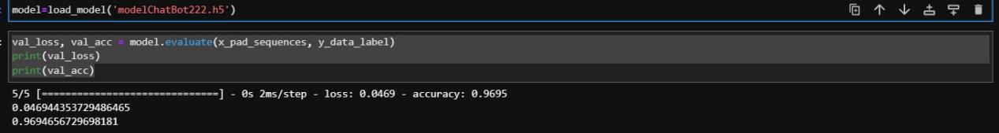 model=load_model('modelChatBot222.h5')
val_loss, val_acc = model.evaluate(x_pad_sequences, y_data_label)
print(val_loss)
print(val_acc)
5/5 [==============================] - 0s 2ms/step - loss: 0.0469 - accuracy: 0.9695
0.046944353729486465
0.9694656729698181